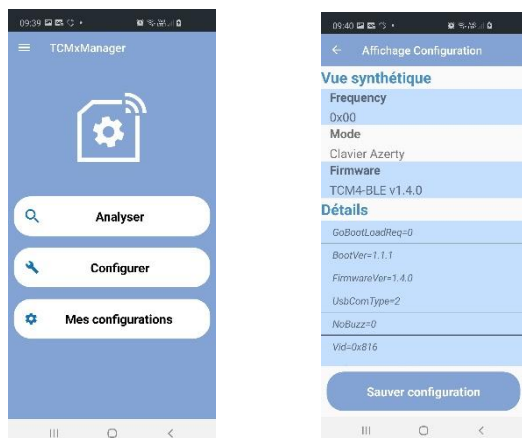 09:39
TCMxManager
Analyser
Configurer
Mes configurations
09:40
Affichage Configuration
Vue synthétique
Frequency
0x00
Mode
Clavier Azerty
Firmware
TCM4-BLE v1.4.0
Détails
GoBootLoadReq=0
BootVer=1.1.1
FirmwareVer=1.4.0
UsbComType=2
NoBuzz=0
Vid=0x816
Sauver configuration